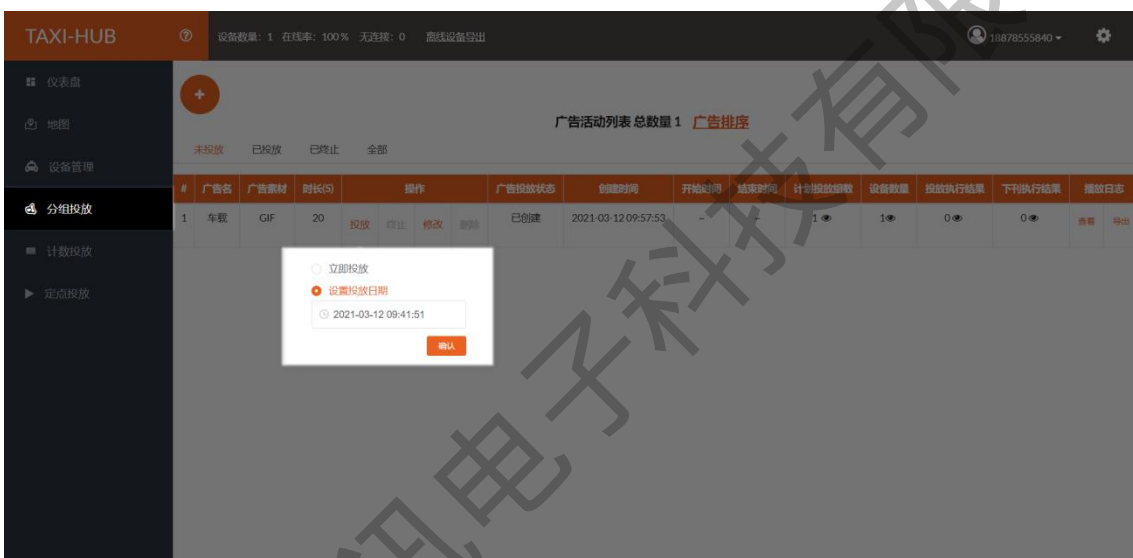 TAXI-HUB
设备数量: 1 在线率: 100% 无连接: 0 离线设备导出
18878555840
仪表盘
地图
设备管理
分组投放
计数投放
定点投放
+
广告活动列表 总数量 1 广告排序
未投放 已投放 已终止 全部
# 广告名 广告素材 时长(S) 操作 广告投放状态 创建时间 开始时间 结束时间 计划投放组数 设备数量 投放执行结果 下刊执行结果 播放日志
1 车载 GIF 20 投放 终止 修改 删除 已创建 2021-03-12 09:57:53 - - 1 1 0 0 查看 导出
立即投放
设置投放日期
2021-03-12 09:41:51
确认
讯电子科技有限